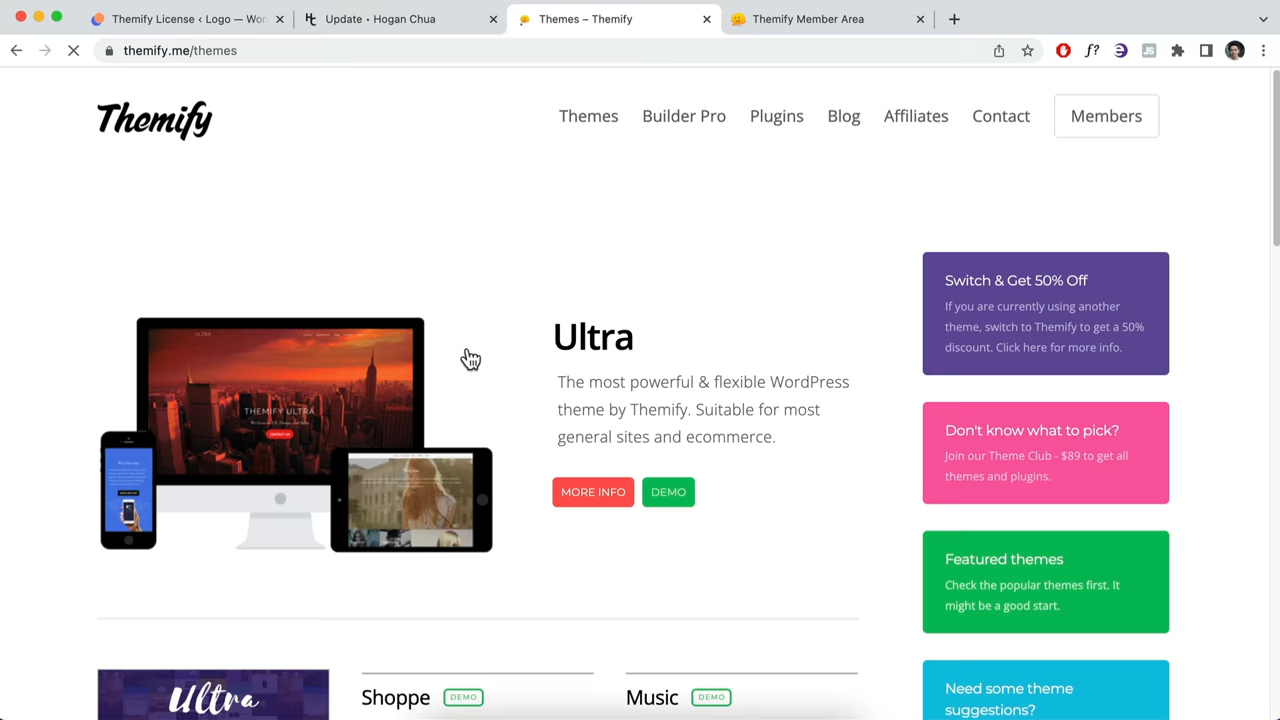 Themify License < Logo — Wor
Update • Hogan Chua
Themes – Themify
Themify Member Area
themify.me/themes
Themify
Themes
Builder Pro
Plugins
Blog
Affiliates
Contact
Members
Ultra
The most powerful & flexible WordPress
theme by Themify. Suitable for most
general sites and ecommerce.
MORE INFO
DEMO
THEMIFY ULTRA
Switch & Get 50% Off
If you are currently using another
theme, switch to Themify to get a 50%
discount. Click here for more info.
Don't know what to pick?
Join our Theme Club - $89 to get all
themes and plugins.
Featured themes
Check the popular themes first. It
might be a good start.
Need some theme
suggestions?
Ultra
Shoppe
DEMO
Music
DEMO